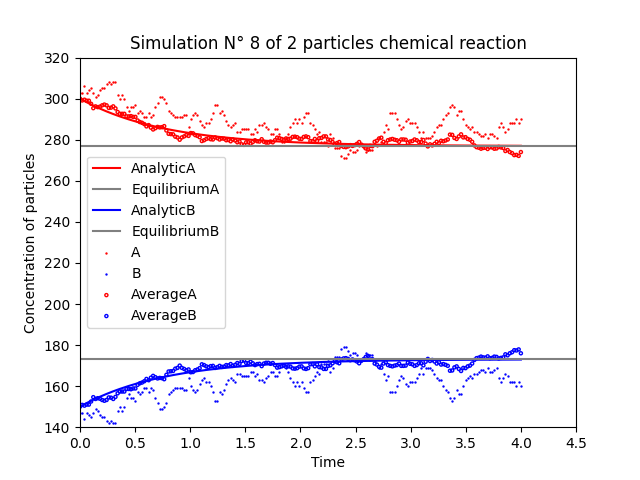 Simulation N° 8 of 2 particles chemical reaction
Concentration of particles
320
300
280
260
240
220
200
180
160
140
AnalyticA
EquilibriumA
AnalyticB
EquilibriumB
A
B
AverageA
AverageB
0.0 0.5 1.0 1.5 2.0 2.5 3.0 3.5 4.0 4.5
Time